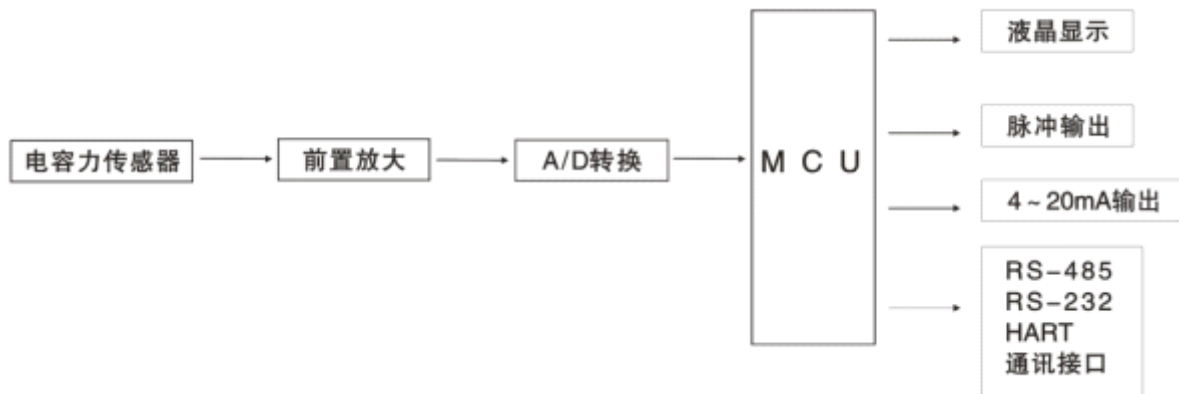 电容力传感器
前置放大
A/D转换
M C U
液晶显示
脉冲输出
4~20mA输出
RS-485
RS-232
HART
通讯接口